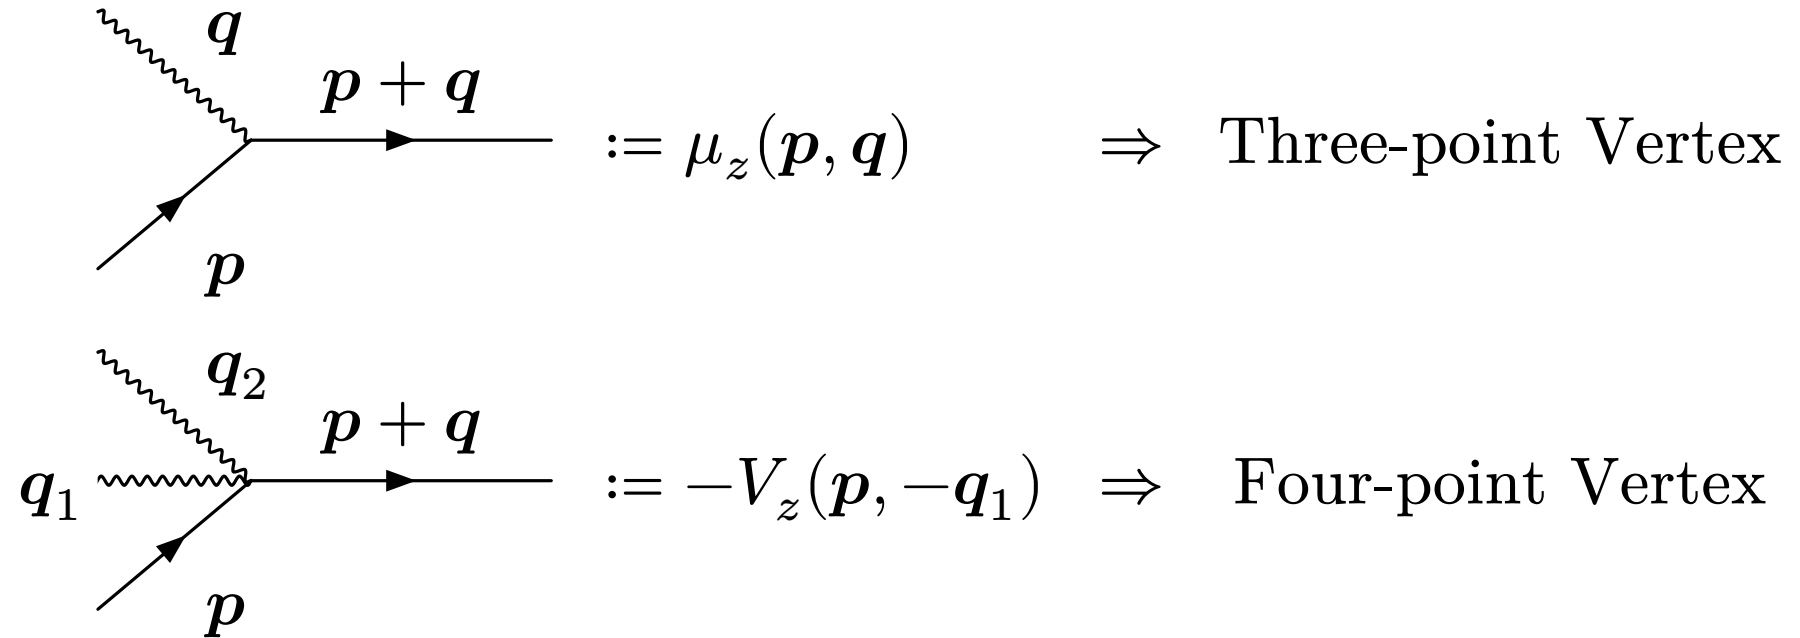 q
p + q
:= μ_z(p, q) ⇒ Three-point Vertex
p
q_2
p + q
q_1 := −V_z(p, −q_1) ⇒ Four-point Vertex
p